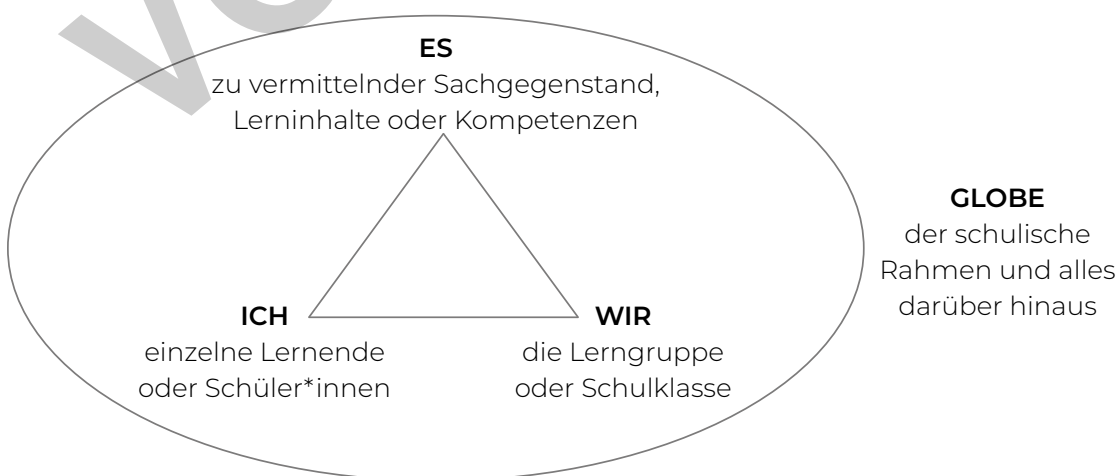 ES
zu vermittelnder Sachgegenstand,
Lerninhalte oder Kompetenzen
GLOBE
der schulische
Rahmen und alles
darüber hinaus
ICH
einzelne Lernende
oder Schüler*innen
WIR
die Lerngruppe
oder Schulklasse